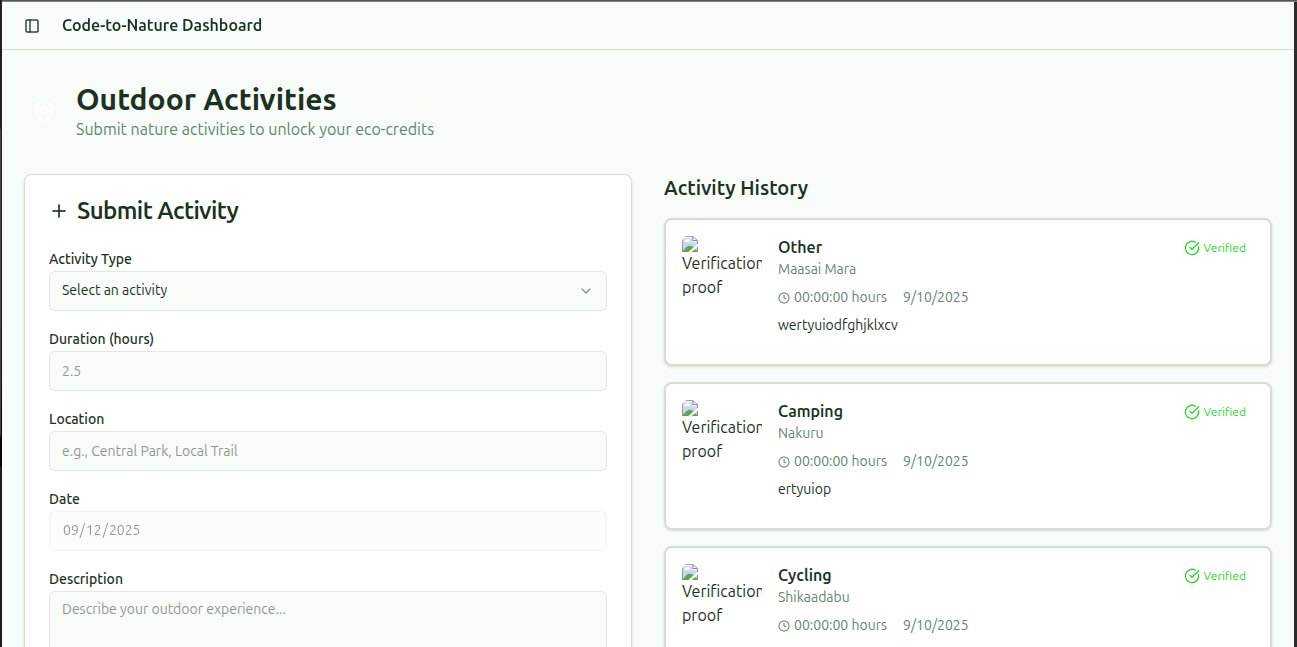 Code-to-Nature Dashboard
Outdoor Activities
Submit nature activities to unlock your eco-credits
+ Submit Activity
Activity Type
Select an activity
Duration (hours)
2.5
Location
e.g., Central Park, Local Trail
Date
09/12/2025
Description
Describe your outdoor experience...
Activity History
Verification
proof
Other
Verified
Maasai Mara
00:00:00 hours 9/10/2025
wertyuiodfghjklxcv
Verification
proof
Camping
Verified
Nakuru
00:00:00 hours 9/10/2025
ertyuiop
Verification
proof
Cycling
Verified
Shikaadabu
00:00:00 hours 9/10/2025